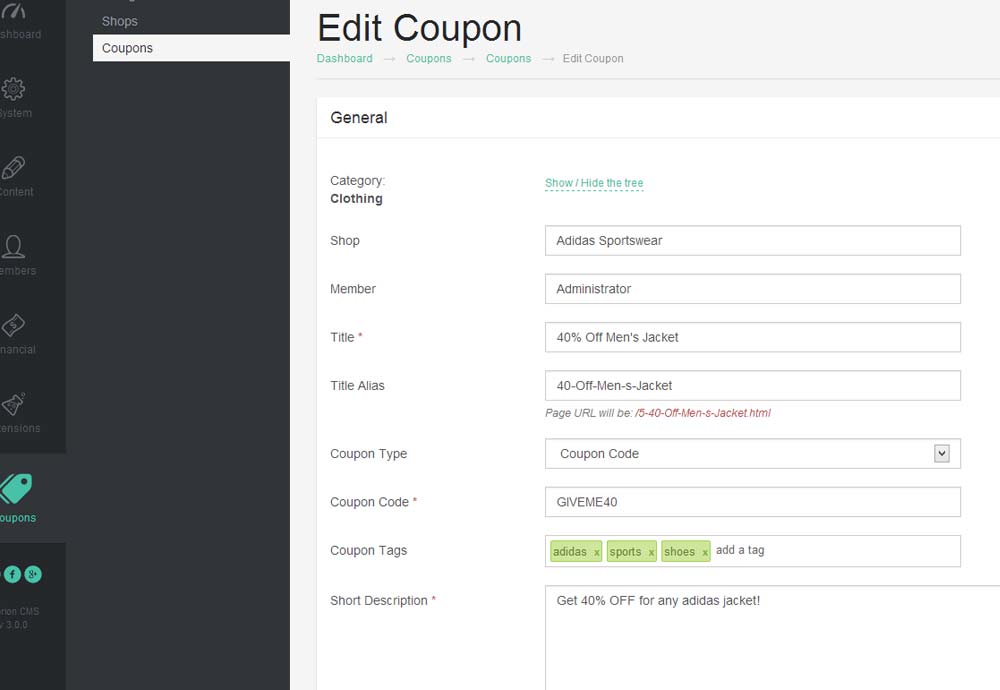 Shops
Coupons
shboard
System
Content
embers
nancial
tensions
oupons
rion CMS
v 3.0.0
Edit Coupon
Dashboard → Coupons → Coupons → Edit Coupon
General
Category:
Clothing
Show / Hide the tree
Shop
Adidas Sportswear
Member
Administrator
Title *
40% Off Men's Jacket
Title Alias
40-Off-Men-s-Jacket
Page URL will be: /5-40-Off-Men-s-Jacket.html
Coupon Type
Coupon Code
Coupon Code *
GIVEME40
Coupon Tags
adidas x sports x shoes x add a tag
Short Description *
Get 40% OFF for any adidas jacket!